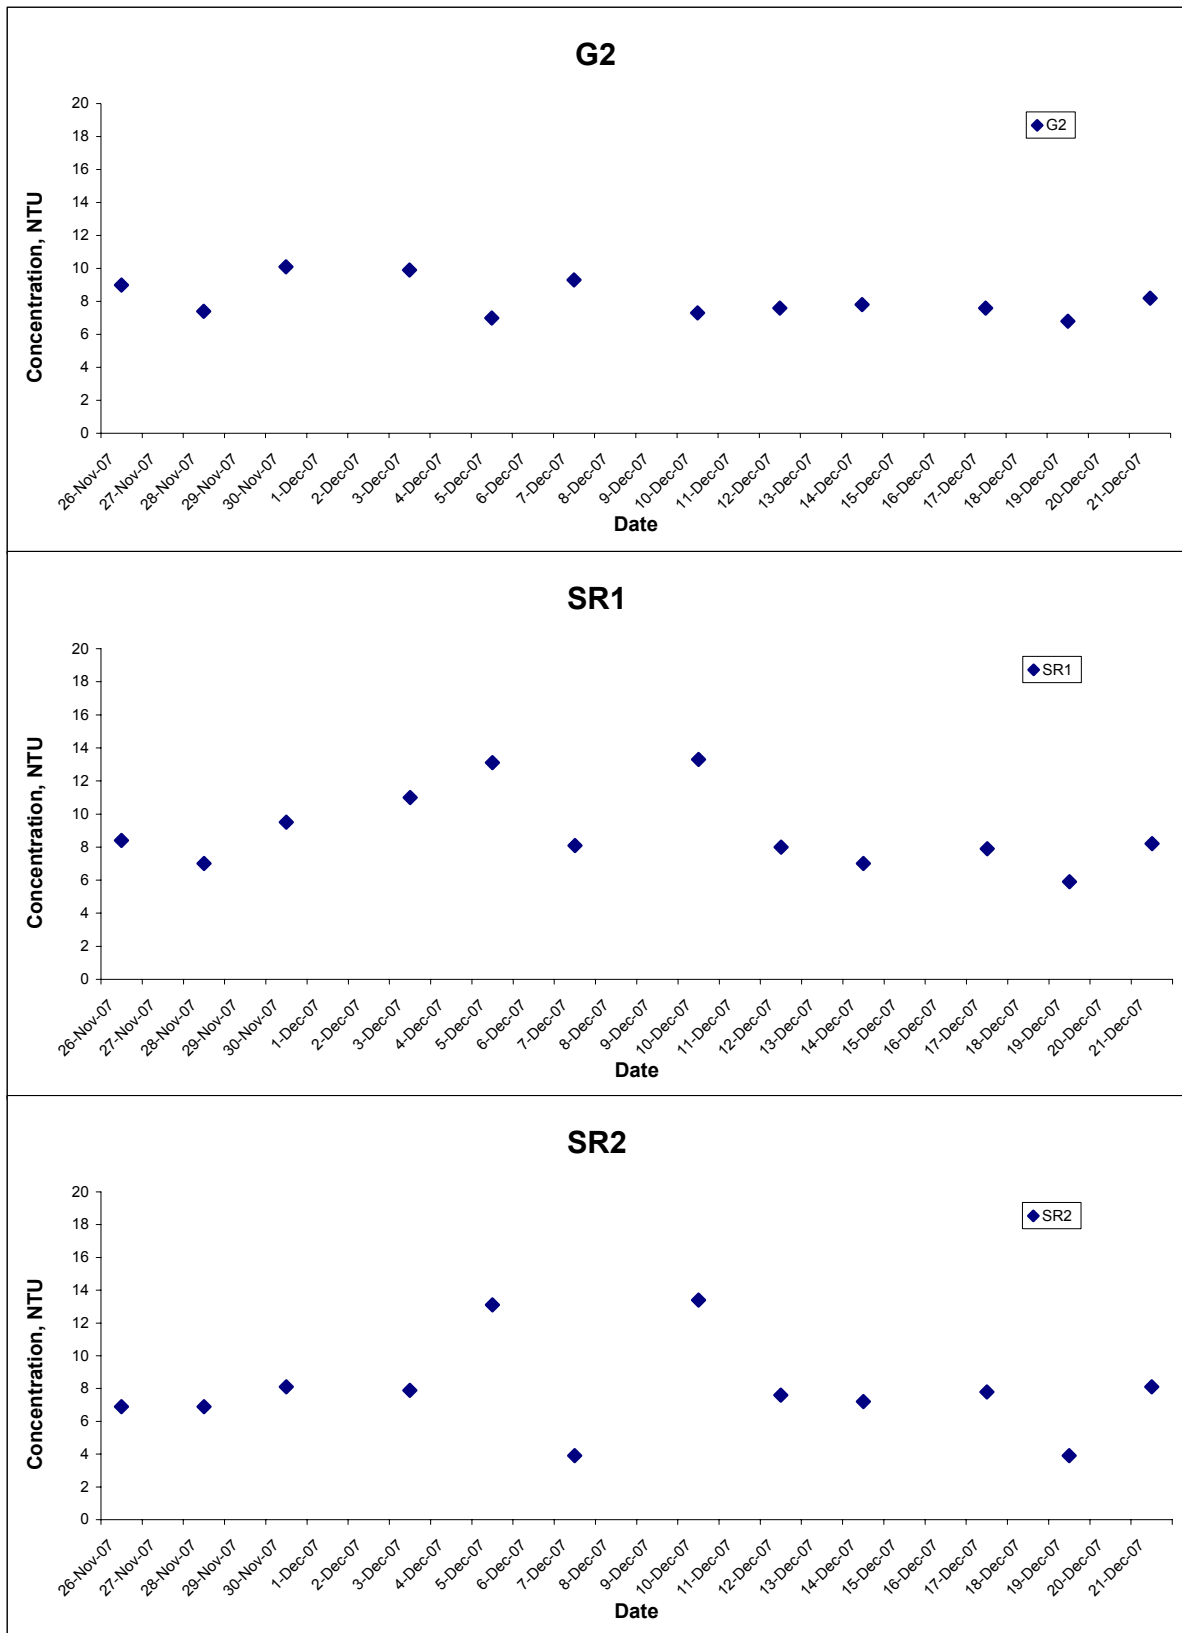 G2
20
18
16
14
12
10
8
6
4
2
0
Concentration, NTU
G2
26-Nov-07
27-Nov-07
28-Nov-07
29-Nov-07
30-Nov-07
1-Dec-07
2-Dec-07
3-Dec-07
4-Dec-07
5-Dec-07
6-Dec-07
7-Dec-07
8-Dec-07
9-Dec-07
10-Dec-07
11-Dec-07
12-Dec-07
13-Dec-07
14-Dec-07
15-Dec-07
16-Dec-07
17-Dec-07
18-Dec-07
19-Dec-07
20-Dec-07
21-Dec-07
Date
SR1
20
18
16
14
12
10
8
6
4
2
0
Concentration, NTU
SR1
26-Nov-07
27-Nov-07
28-Nov-07
29-Nov-07
30-Nov-07
1-Dec-07
2-Dec-07
3-Dec-07
4-Dec-07
5-Dec-07
6-Dec-07
7-Dec-07
8-Dec-07
9-Dec-07
10-Dec-07
11-Dec-07
12-Dec-07
13-Dec-07
14-Dec-07
15-Dec-07
16-Dec-07
17-Dec-07
18-Dec-07
19-Dec-07
20-Dec-07
21-Dec-07
Date
SR2
20
18
16
14
12
10
8
6
4
2
0
Concentration, NTU
SR2
26-Nov-07
27-Nov-07
28-Nov-07
29-Nov-07
30-Nov-07
1-Dec-07
2-Dec-07
3-Dec-07
4-Dec-07
5-Dec-07
6-Dec-07
7-Dec-07
8-Dec-07
9-Dec-07
10-Dec-07
11-Dec-07
12-Dec-07
13-Dec-07
14-Dec-07
15-Dec-07
16-Dec-07
17-Dec-07
18-Dec-07
19-Dec-07
20-Dec-07
21-Dec-07
Date